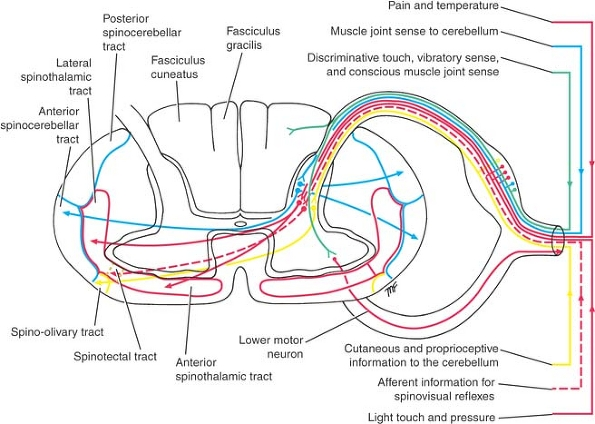 Posterior
spinocerebellar
tract
Fasciculus
gracilis
Fasciculus
cuneatus
Lateral
spinothalamic
tract
Anterior
spinocerebellar
tract
Pain and temperature
Muscle joint sense to cerebellum
Discriminative touch, vibratory sense,
and conscious muscle joint sense
Spino-olivary tract
Spinotectal tract
Anterior
spinothalamic tract
Lower motor
neuron
Cutaneous and proprioceptive
information to the cerebellum
Afferent information for
spinovisual reflexes
Light touch and pressure